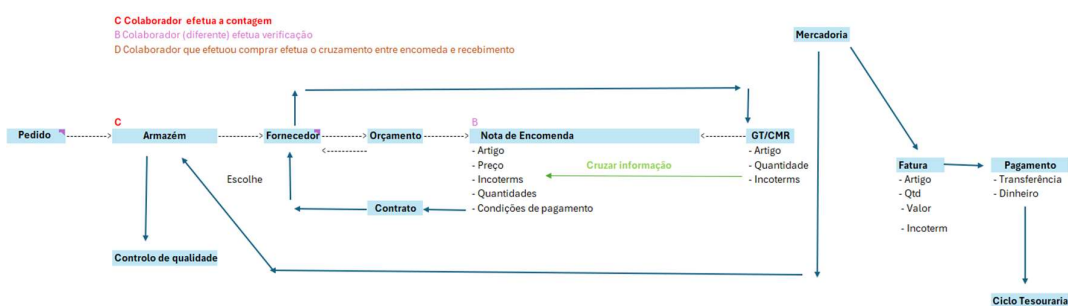 C Colaborador efetua a contagem
B Colaborador (diferente) efetua verificação
D Colaborador que efetuou comprar efetua o cruzamento entre encomeda e recebimento
Mercadoria
C
B
Pedido
Armazém
Fornecedor
Orçamento
Nota de Encomenda
GT/CMR
- Artigo
- Preço
- Incoterms
- Quantidades
- Condições de pagamento
Cruzar informação
- Artigo
- Quantidade
- Incoterms
Escolhe
Contrato
Fatura
- Artigo
- Qtd
- Valor
- Incoterm
Pagamento
- Transferência
- Dinheiro
Controlo de qualidade
Ciclo Tesouraria